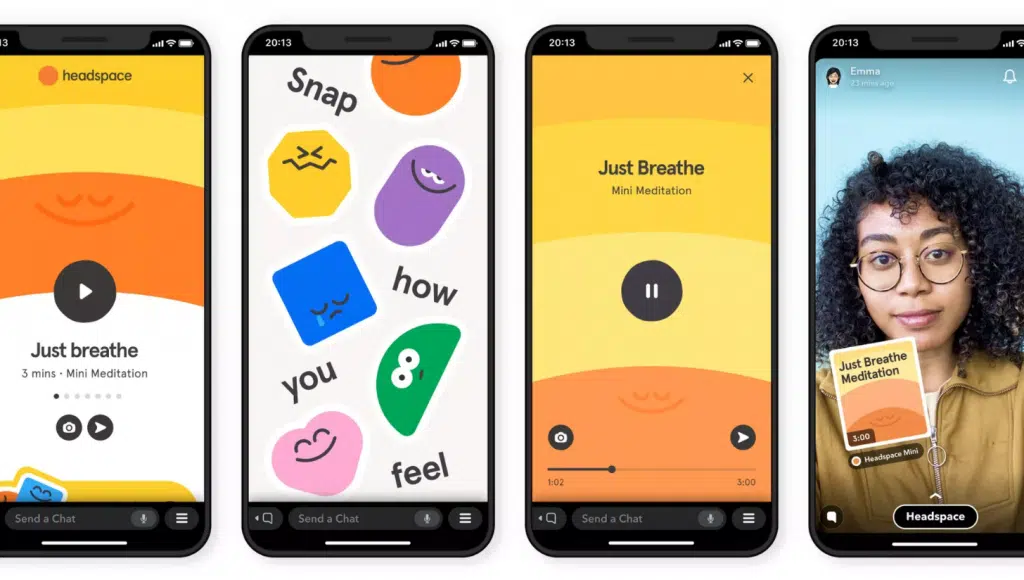 13
headspace
Just breathe
3 mins · Mini Meditation
Send a Chat
20:13
Snap
how
you
feel
Send a Chat
20:13
Just Breathe
Mini Meditation
1:02
3:00
Send a Chat
20:13
Emma
23 mins ago
Just Breathe
Meditation
3:00
Headspace Mini
Headspace